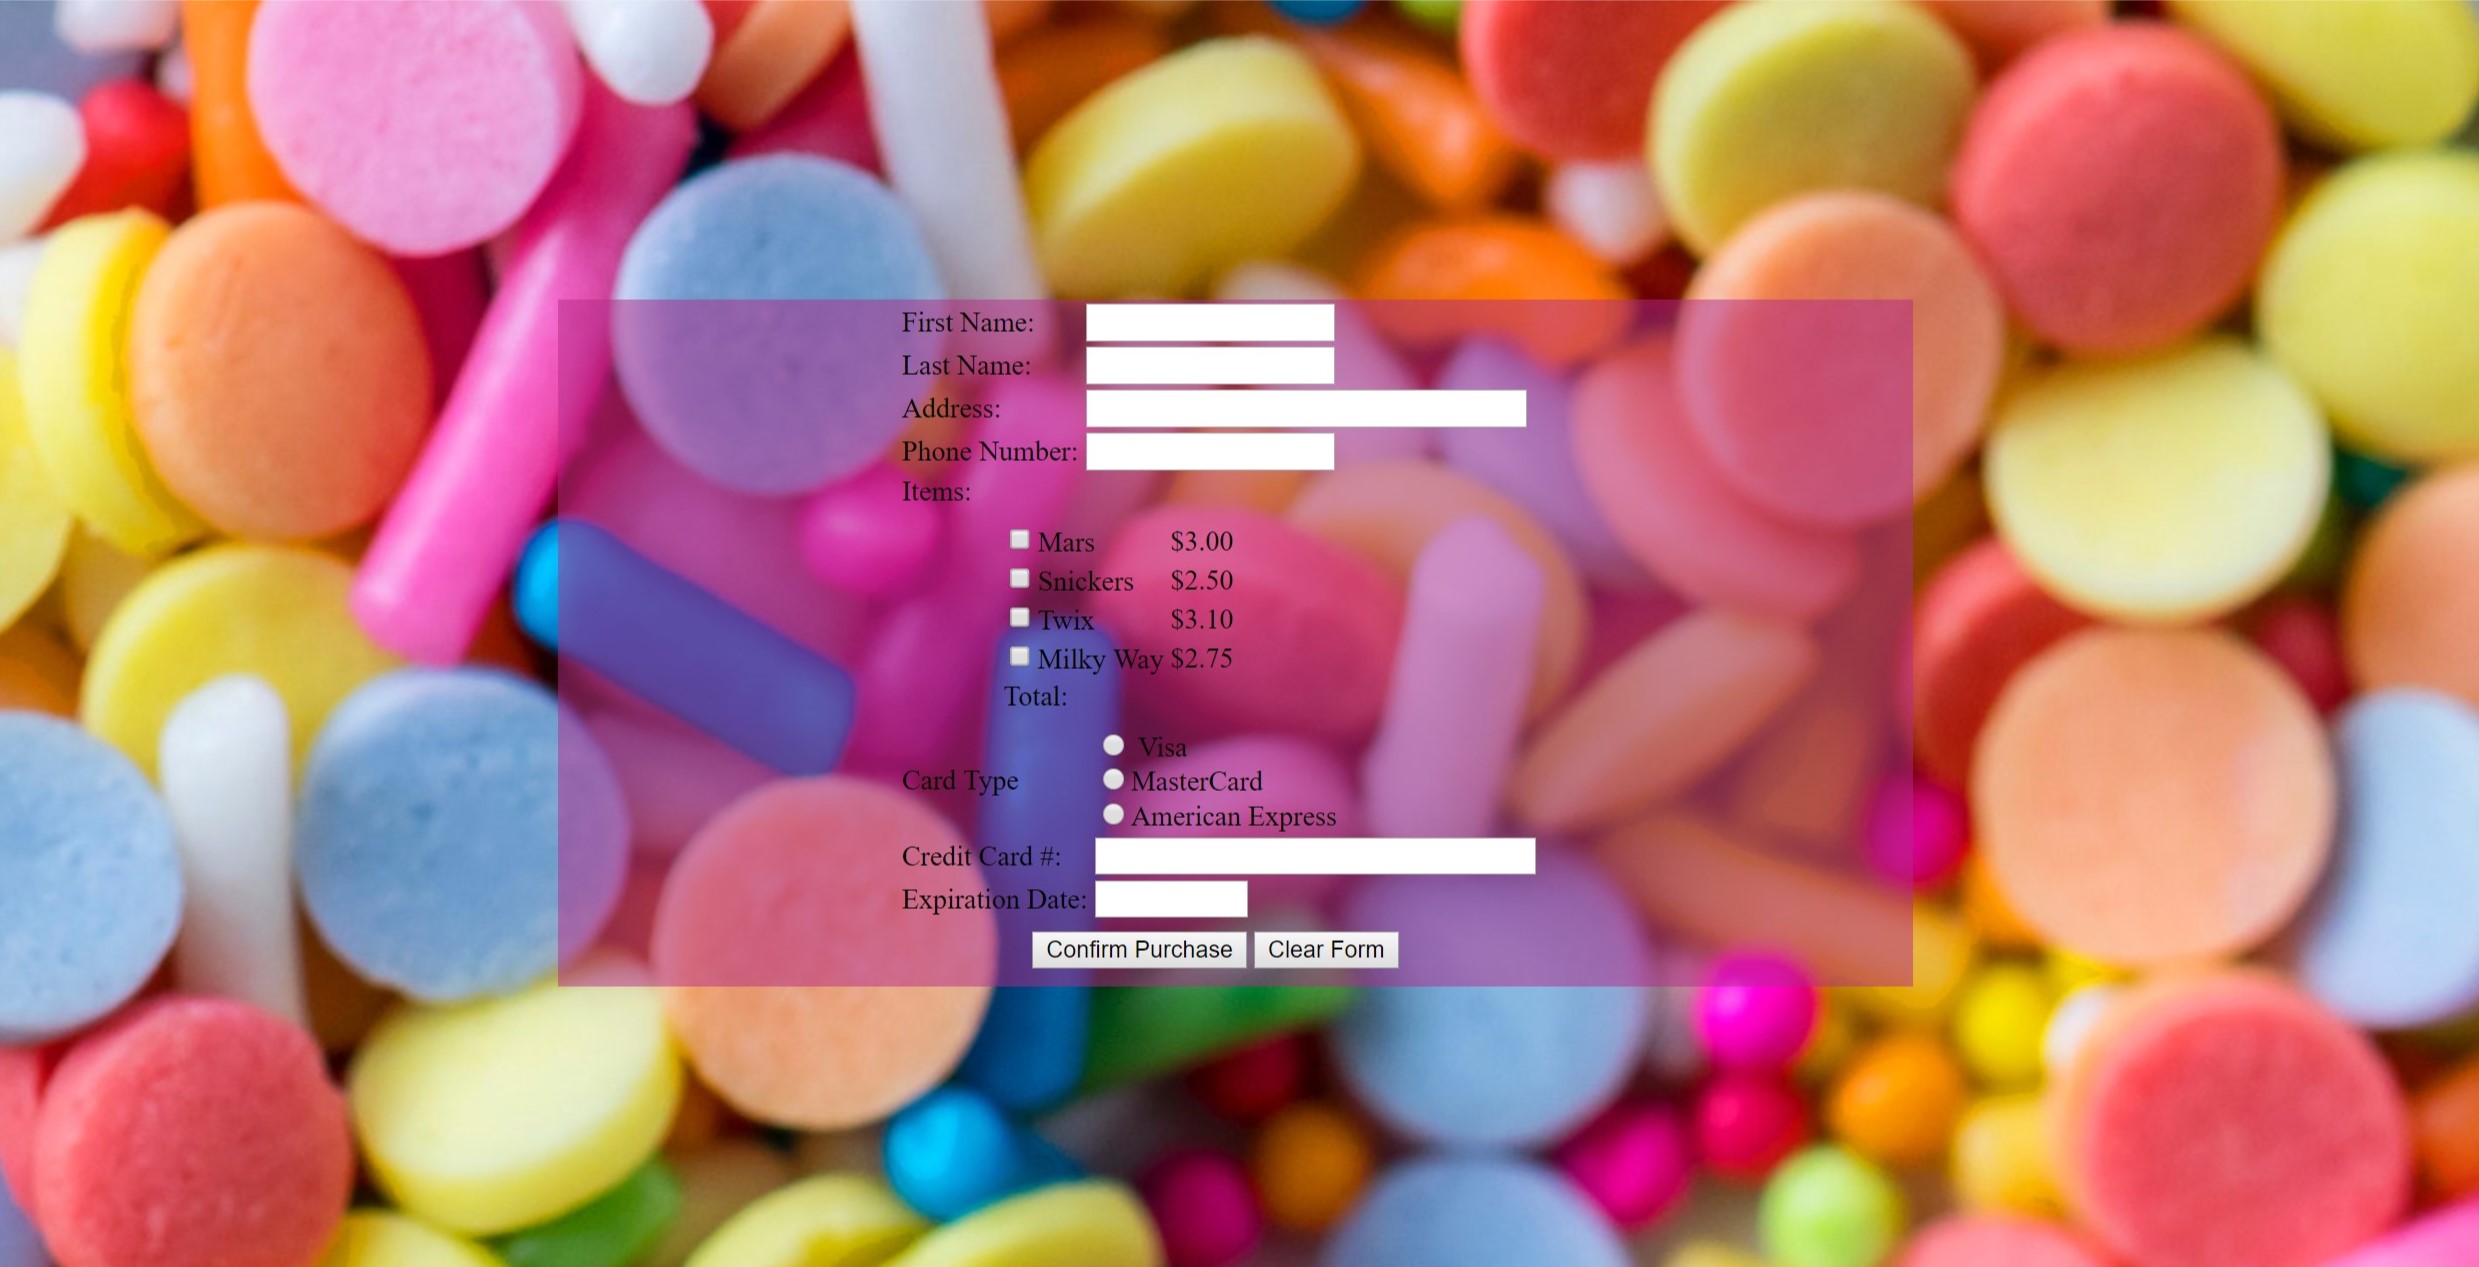 First Name:
Last Name:
Address:
Phone Number:
Items:
Mars $3.00
Snickers $2.50
Twix $3.10
Milky Way $2.75
Total:
Visa
Card Type MasterCard
American Express
Credit Card #:
Expiration Date:
Confirm Purchase Clear Form